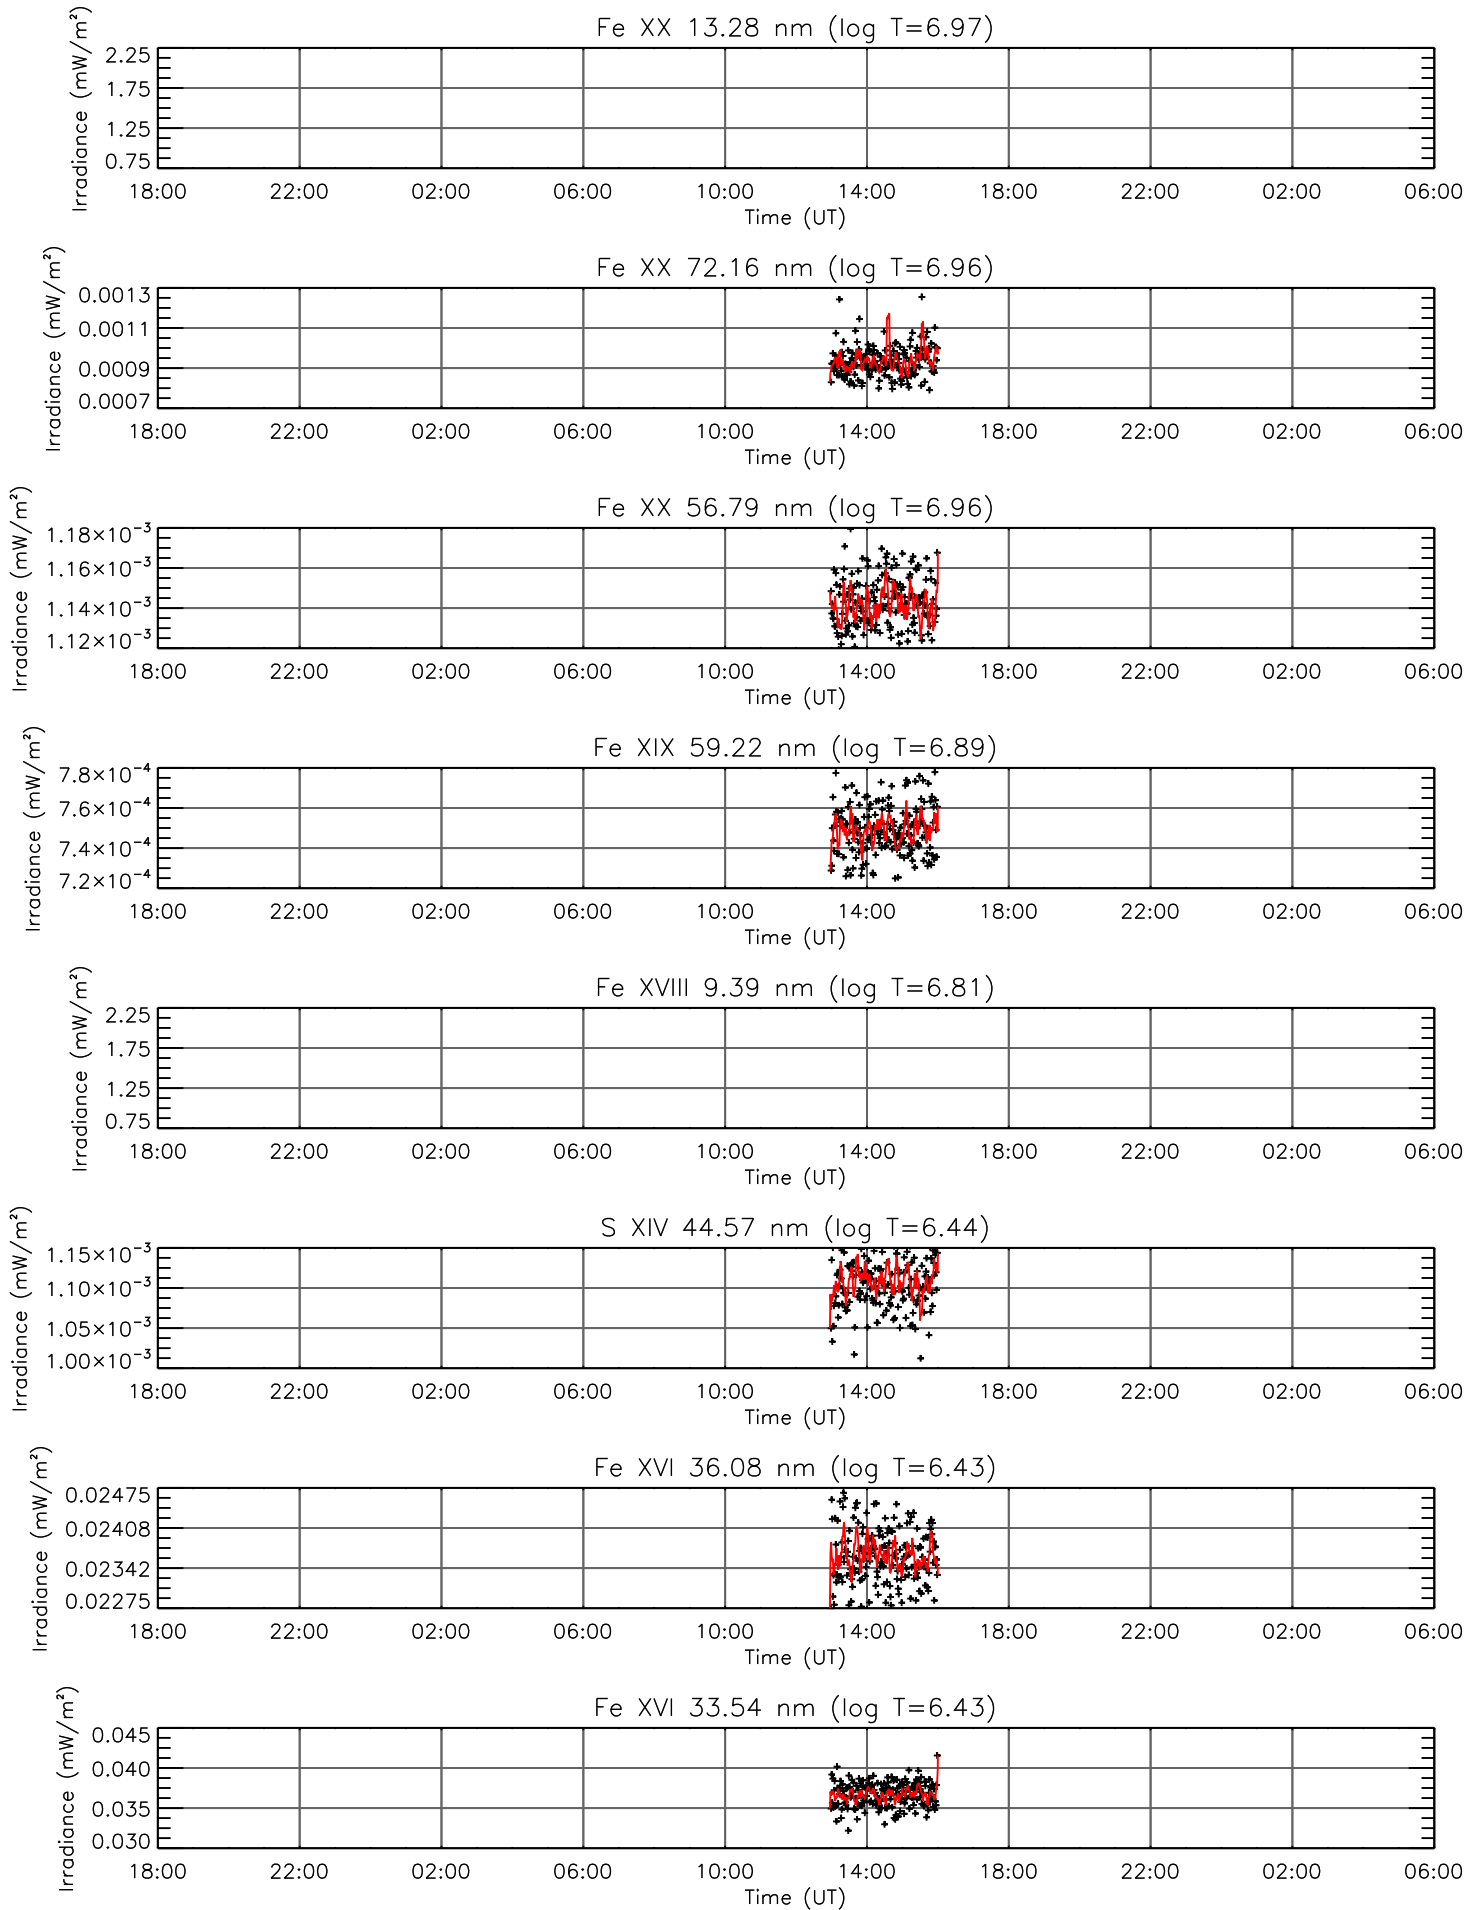 Fe XX 13.28 nm (log T=6.97)
Irradiance (mW/m²)
2.25
1.75
1.25
0.75
18:00 22:00 02:00 06:00 10:00 14:00 18:00 22:00 02:00 06:00
Time (UT)
Fe XX 72.16 nm (log T=6.96)
Irradiance (mW/m²)
0.0013
0.0011
0.0009
0.0007
18:00 22:00 02:00 06:00 10:00 14:00 18:00 22:00 02:00 06:00
Time (UT)
Fe XX 56.79 nm (log T=6.96)
Irradiance (mW/m²)
1.18×10⁻³
1.16×10⁻³
1.14×10⁻³
1.12×10⁻³
18:00 22:00 02:00 06:00 10:00 14:00 18:00 22:00 02:00 06:00
Time (UT)
Fe XIX 59.22 nm (log T=6.89)
Irradiance (mW/m²)
7.8×10⁻⁴
7.6×10⁻⁴
7.4×10⁻⁴
7.2×10⁻⁴
18:00 22:00 02:00 06:00 10:00 14:00 18:00 22:00 02:00 06:00
Time (UT)
Fe XVIII 9.39 nm (log T=6.81)
Irradiance (mW/m²)
2.25
1.75
1.25
0.75
18:00 22:00 02:00 06:00 10:00 14:00 18:00 22:00 02:00 06:00
Time (UT)
S XIV 44.57 nm (log T=6.44)
Irradiance (mW/m²)
1.15×10⁻³
1.10×10⁻³
1.05×10⁻³
1.00×10⁻³
18:00 22:00 02:00 06:00 10:00 14:00 18:00 22:00 02:00 06:00
Time (UT)
Fe XVI 36.08 nm (log T=6.43)
Irradiance (mW/m²)
0.02475
0.02408
0.02342
0.02275
18:00 22:00 02:00 06:00 10:00 14:00 18:00 22:00 02:00 06:00
Time (UT)
Fe XVI 33.54 nm (log T=6.43)
Irradiance (mW/m²)
0.045
0.040
0.035
0.030
18:00 22:00 02:00 06:00 10:00 14:00 18:00 22:00 02:00 06:00
Time (UT)